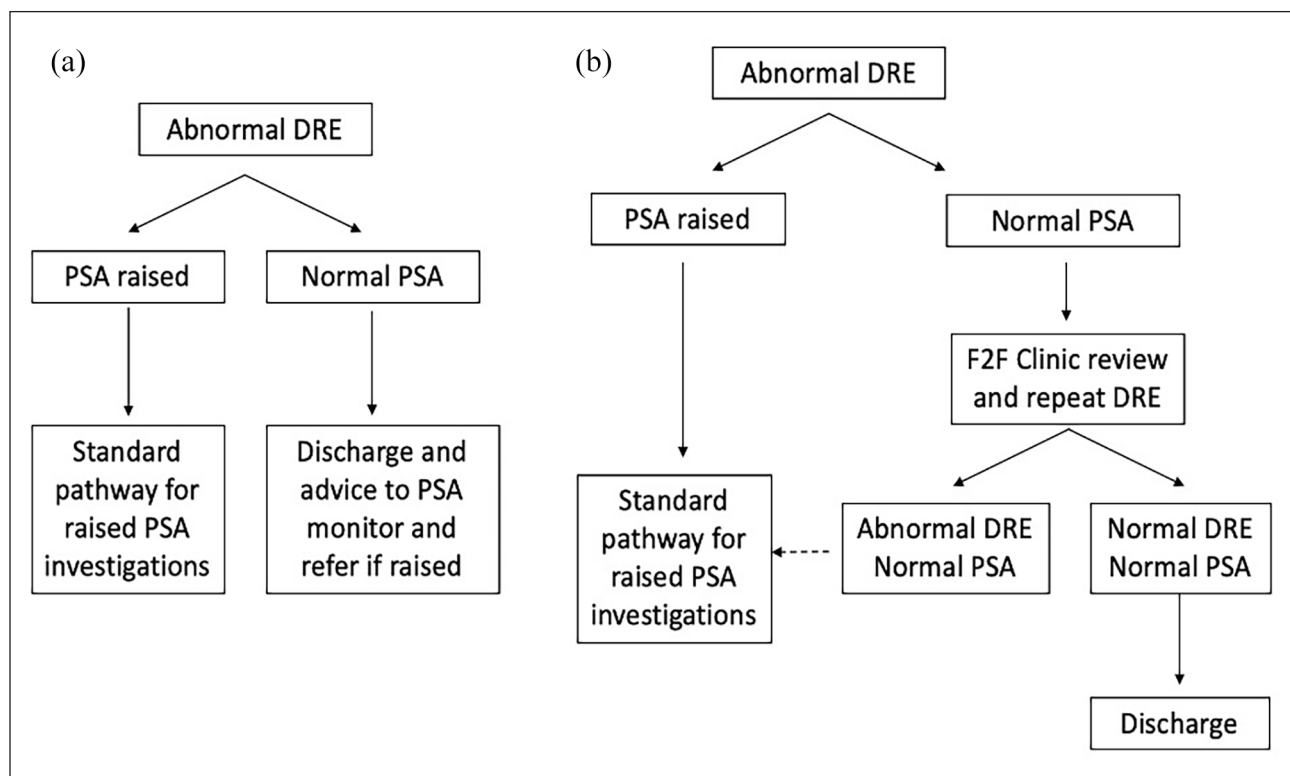 (a)
Abnormal DRE
PSA raised
Normal PSA
Standard
pathway for
raised PSA
investigations
Discharge and
advice to PSA
monitor and
refer if raised
(b)
Abnormal DRE
PSA raised
Normal PSA
F2F Clinic review
and repeat DRE
Standard
pathway for
raised PSA
investigations
Abnormal DRE
Normal PSA
Normal DRE
Normal PSA
Discharge